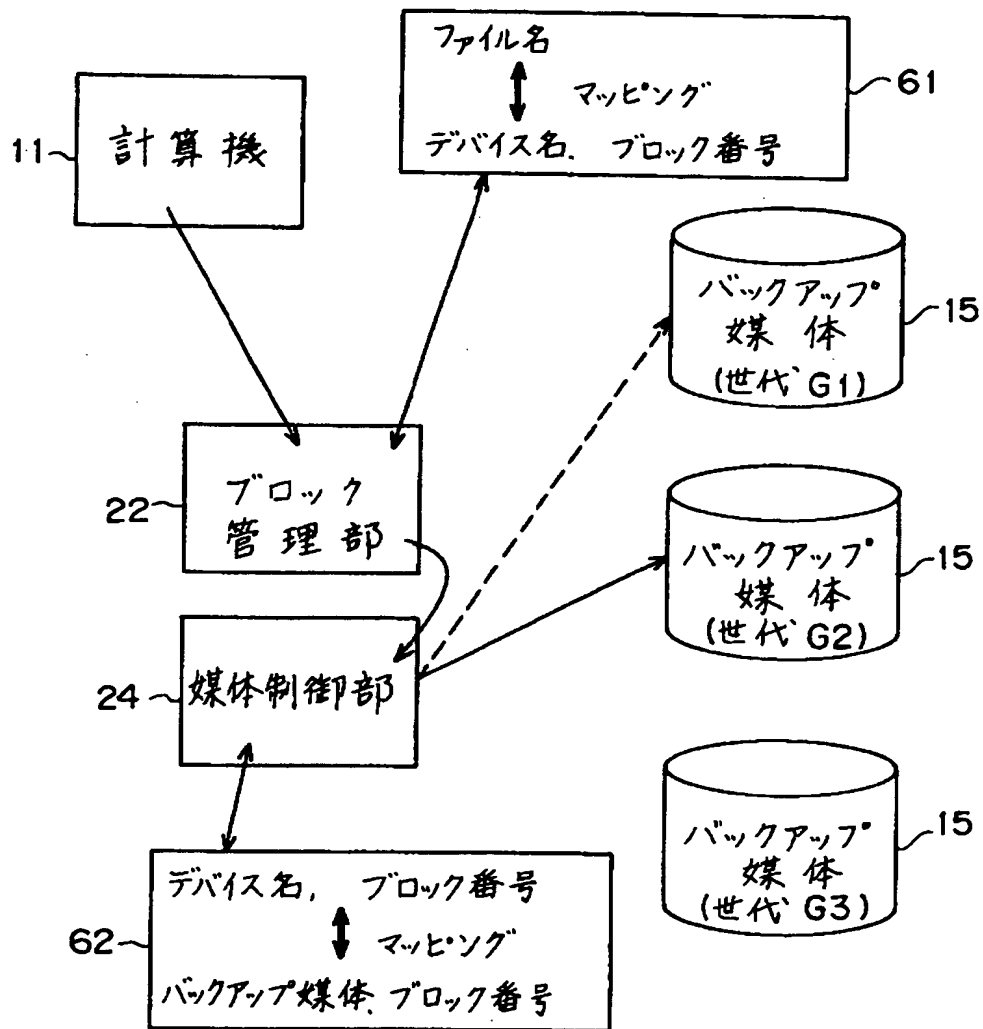 ファイル名
マッピング
デバイス名、ブロック番号
61
11
計算機
バックアップ
媒体
(世代G1)
15
22
ブロック
管理部
バックアップ
媒体
(世代G2)
15
24
媒体制御部
バックアップ
媒体
(世代G3)
15
62
デバイス名、ブロック番号
マッピング
バックアップ媒体、ブロック番号